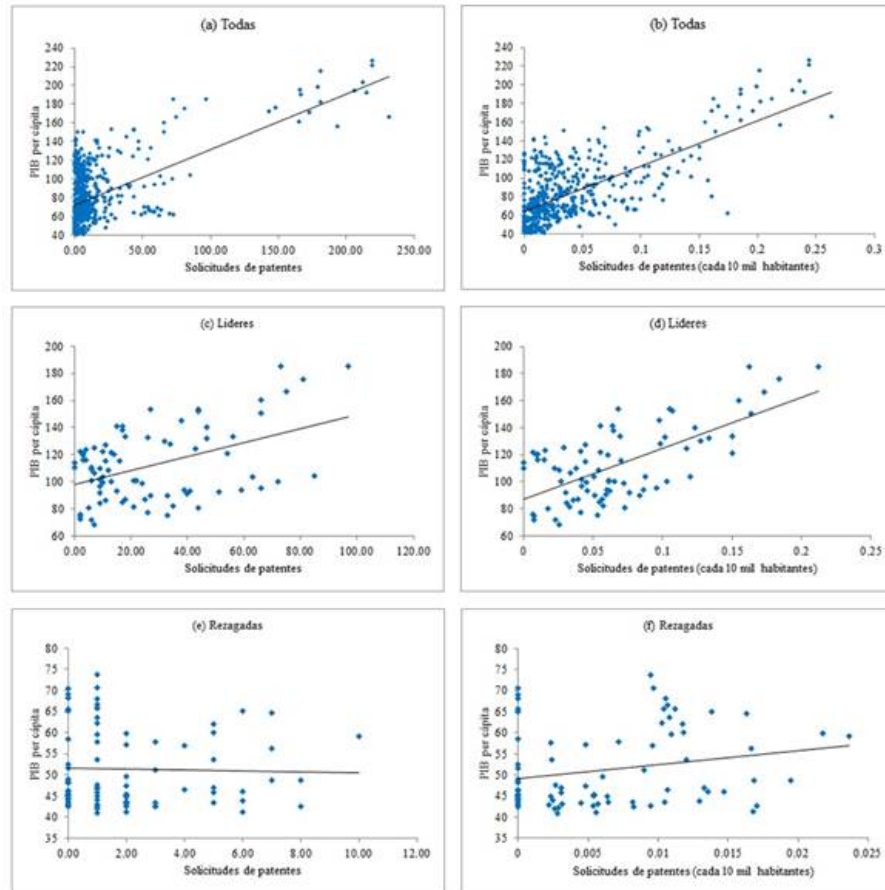 (a) Todas
240
220
200
180
160
140
120
100
80
60
40
PIB per cápita
0.00 50.00 100.00 150.00 200.00 250.00
Solicitudes de patentes
(b) Todas
240
220
200
180
160
140
120
100
80
60
40
PIB per cápita
0 0.05 0.1 0.15 0.2 0.25 0.3
Solicitudes de patentes (cada 10 mil habitantes)
(c) Lideres
200
180
160
140
120
100
80
60
PIB per cápita
0.00 20.00 40.00 60.00 80.00 100.00 120.00
Solicitudes de patentes
(d) Lideres
200
180
160
140
120
100
80
60
PIB per cápita
0 0.05 0.1 0.15 0.2 0.25
Solicitudes de patentes (cada 10 mil habitantes)
(e) Rezagadas
80
75
70
65
60
55
50
45
40
35
PIB per cápita
0.00 2.00 4.00 6.00 8.00 10.00 12.00
Solicitudes de patentes
(f) Rezagadas
80
75
70
65
60
55
50
45
40
35
PIB per cápita
0 0.005 0.01 0.015 0.02 0.025
Solicitudes de patentes (cada 10 mil habitantes)